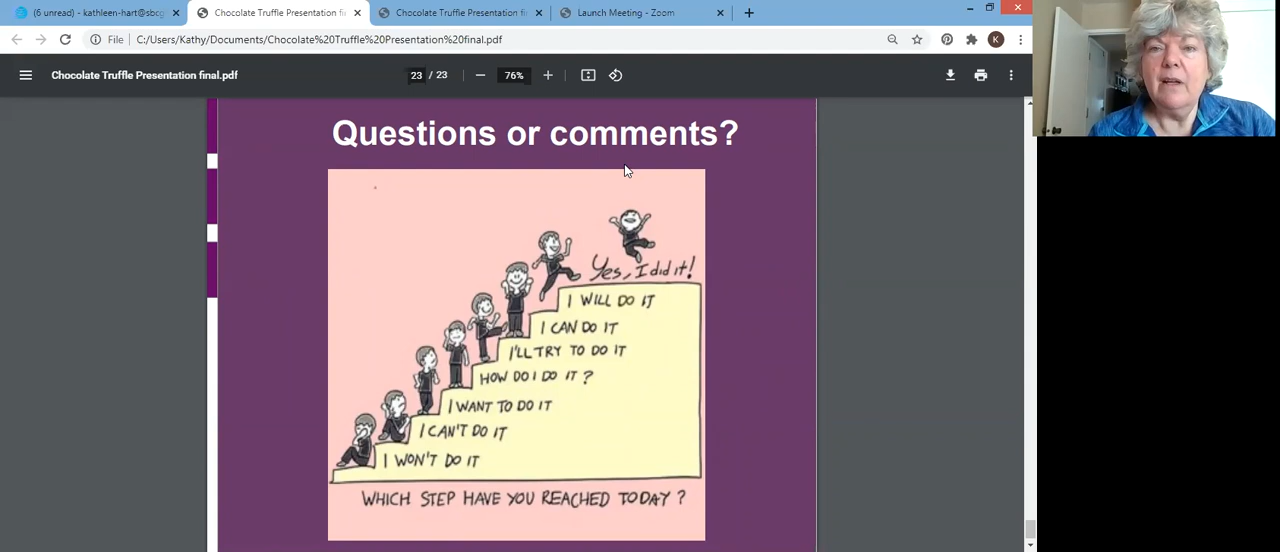 (6 unread) - kathleen-hart@sbcg
Chocolate Truffle Presentation fin
Chocolate Truffle Presentation fin
Launch Meeting - Zoom
File
C:/Users/Kathy/Documents/Chocolate%20Truffle%20Presentation%20final.pdf
K
Chocolate Truffle Presentation final.pdf
23 / 23
76%
Questions or comments?
Yes, I did it!
I WILL DO IT
I CAN DO IT
I'LL TRY TO DO IT
HOW DO I DO IT?
I WANT TO DO IT
I CAN'T DO IT
I WON'T DO IT
WHICH STEP HAVE YOU REACHED TODAY?